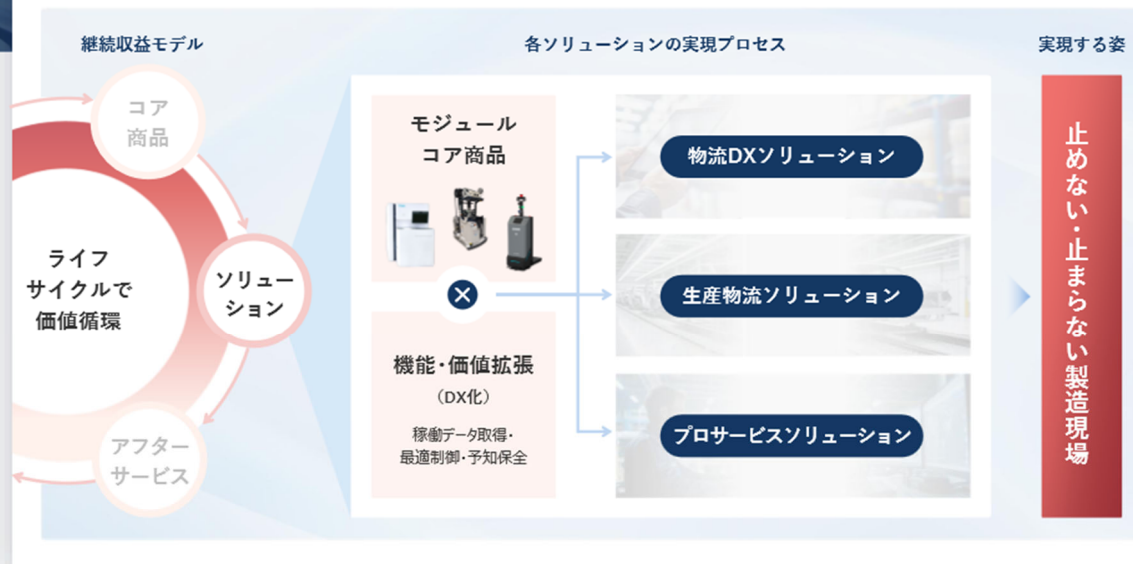 継続収益モデル
各ソリューションの実現プロセス
実現する姿
コア
商品
ライフ
サイクルで
価値循環
ソリュー
ション
アフター
サービス
モジュール
コア商品
機能・価値拡張
（DX化）
稼働データ取得・
最適制御・予知保全
物流DXソリューション
生産物流ソリューション
プロサービスソリューション
止めない・止まらない製造現場